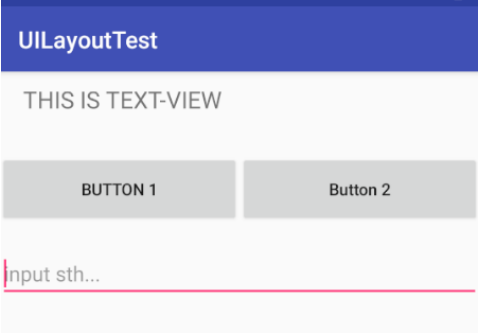 UILayoutTest
THIS IS TEXT-VIEW
BUTTON 1 Button 2
input sth...